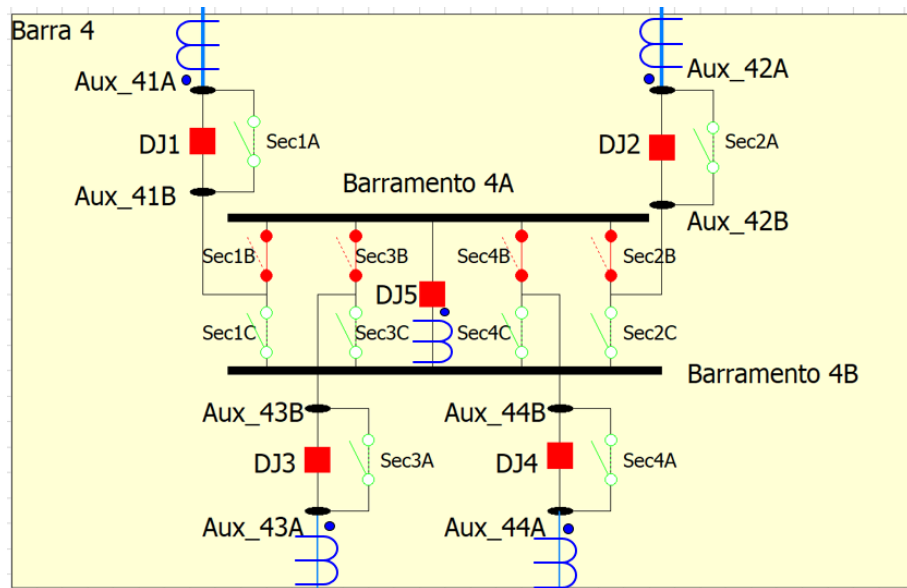 Barra 4
Aux_41A
Aux_42A
DJ1
Sec1A
DJ2
Sec2A
Aux_41B
Barramento 4A
Aux_42B
Sec1B
Sec3B
Sec4B
Sec2B
DJ5
Sec1C
Sec3C
Sec4C
Sec2C
Barramento 4B
Aux_43B
Aux_44B
DJ3
Sec3A
DJ4
Sec4A
Aux_43A
Aux_44A